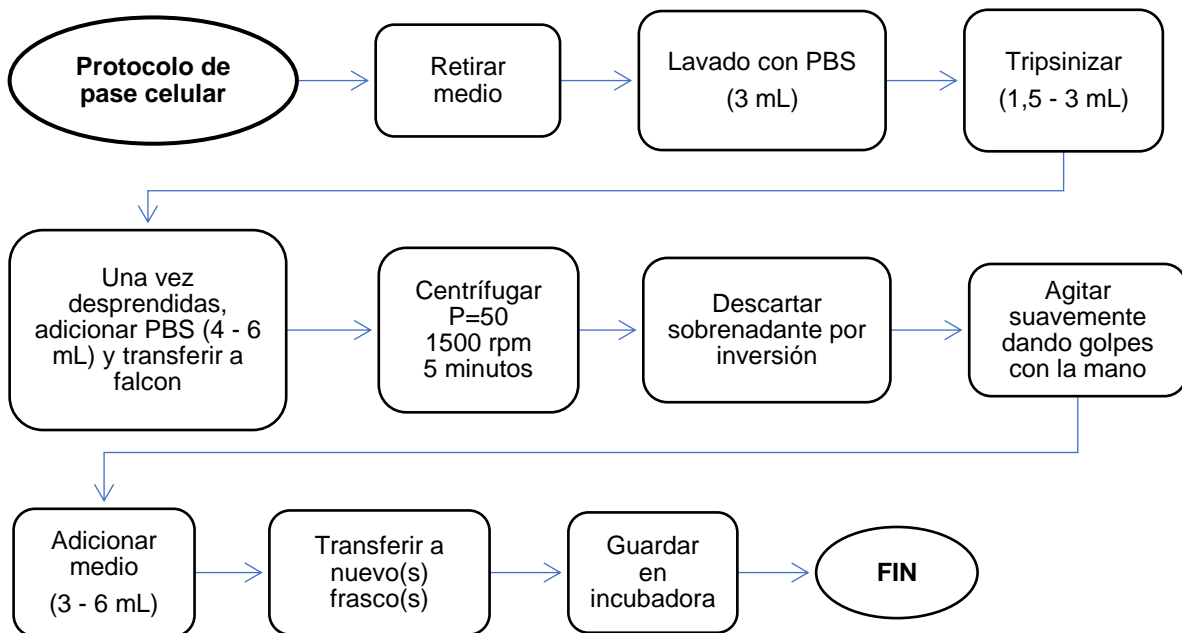 Protocolo de
pase celular
Retirar
medio
Lavado con PBS
(3 mL)
Tripsinizar
(1,5 - 3 mL)
Una vez
desprendidas,
adicionar PBS (4 - 6
mL) y transferir a
falcon
Centrífugar
P=50
1500 rpm
5 minutos
Descartar
sobrenadante por
inversión
Agitar
suavemente
dando golpes
con la mano
Adicionar
medio
(3 - 6 mL)
Transferir a
nuevo(s)
frasco(s)
Guardar
en
incubadora
FIN